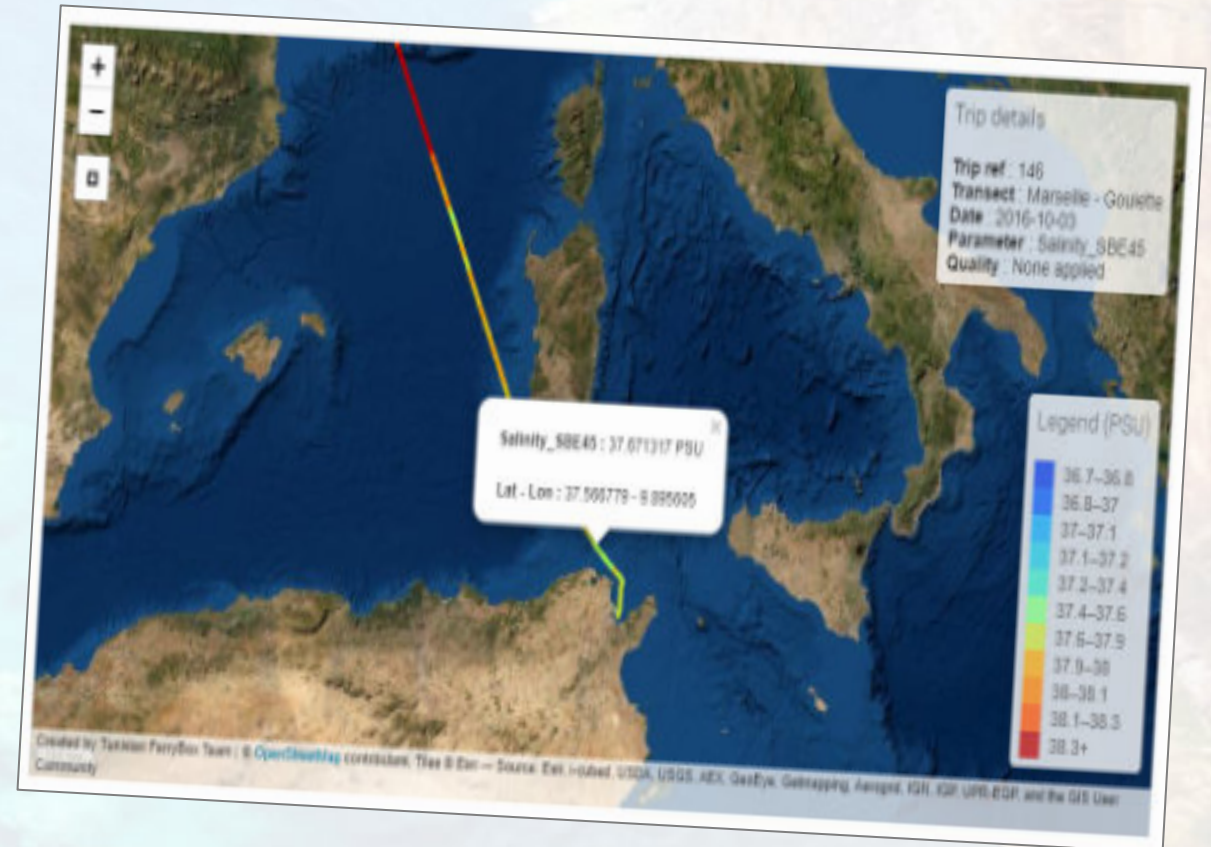 +
−
Trip details
Trip ref : 146
Transect : Marseille - Goulette
Date : 2016-10-03
Parameter : Salinity_SBE45
Quality : None applied
×
Salinity_SBE45 : 37.671317 PSU
Lat - Lon : 37.566779 - 9.895605
Legend (PSU)
36.7–36.8
36.8–37
37–37.1
37.1–37.2
37.2–37.4
37.4–37.6
37.6–37.9
37.9–38
38–38.1
38.1–38.3
38.3+
Created by Tunisian FerryBox Team | © OpenStreetMap contributors, Tiles © Esri — Source: Esri, i-cubed, USDA, USGS, AEX, GeoEye, Getmapping, Aerogrid, IGN, IGP, UPR-EGP, and the GIS User
Community